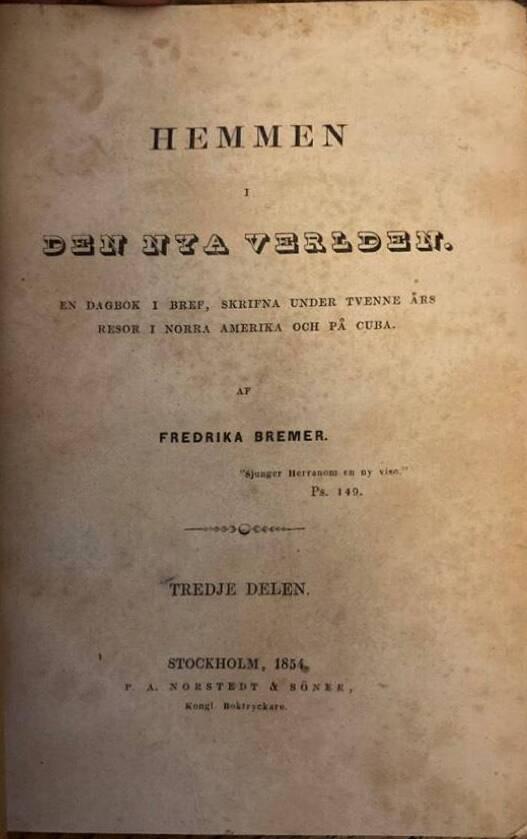 HEMMEN
I
DEN NYA VERLDEN.
EN DAGBOK I BREF, SKRIFNA UNDER TVENNE ÅRS
RESOR I NORRA AMERIKA OCH PÅ CUBA.
AF
FREDRIKA BREMER.
"Sjunger Herranom en ny viso."
Ps. 149.
TREDJE DELEN.
STOCKHOLM, 1854.
P. A. NORSTEDT & SÖNER,
Kongl. Boktryckare.